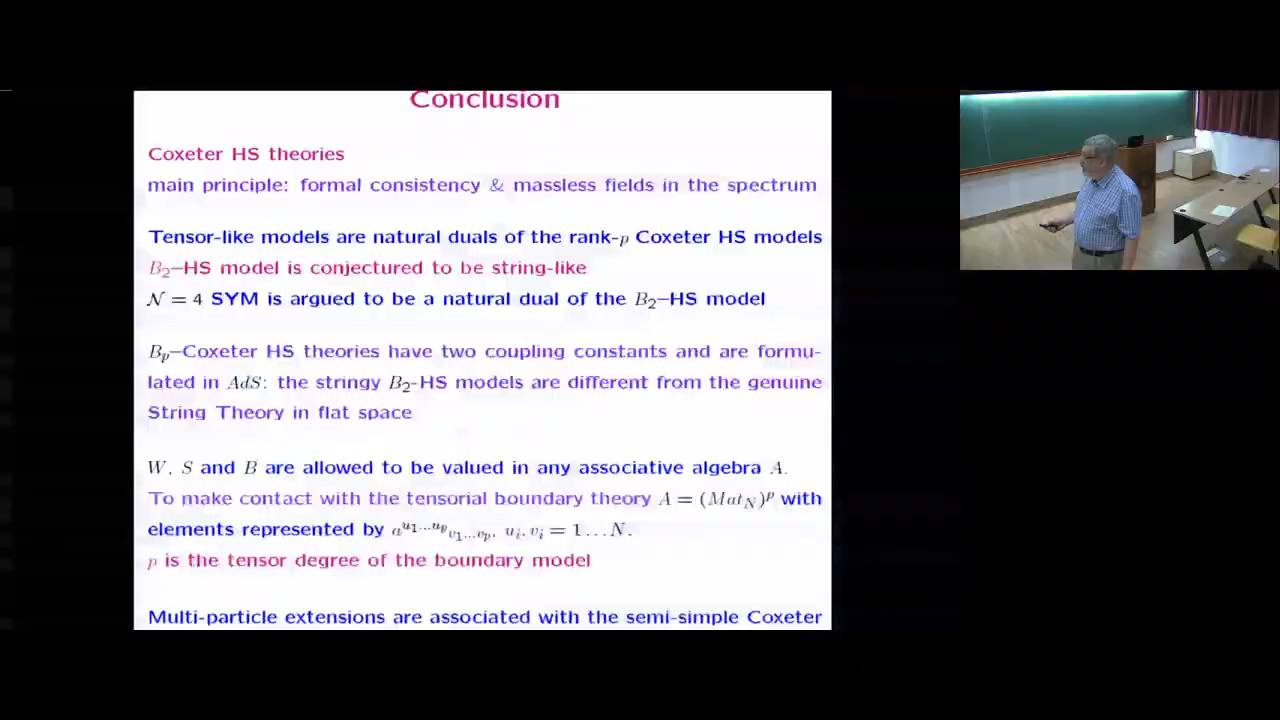 Conclusion
Coxeter HS theories
main principle: formal consistency & massless fields in the spectrum
Tensor-like models are natural duals of the rank-p Coxeter HS models
B₂–HS model is conjectured to be string-like
𝒩 = 4 SYM is argued to be a natural dual of the B₂–HS model
Bₚ–Coxeter HS theories have two coupling constants and are formu-
lated in AdS: the stringy B₂-HS models are different from the genuine
String Theory in flat space
W, S and B are allowed to be valued in any associative algebra A.
To make contact with the tensorial boundary theory A = (Mat_N)^p with
elements represented by a^{u₁...uₚ}_{v₁...vₚ}, uᵢ, vᵢ = 1...N.
p is the tensor degree of the boundary model
Multi-particle extensions are associated with the semi-simple Coxeter